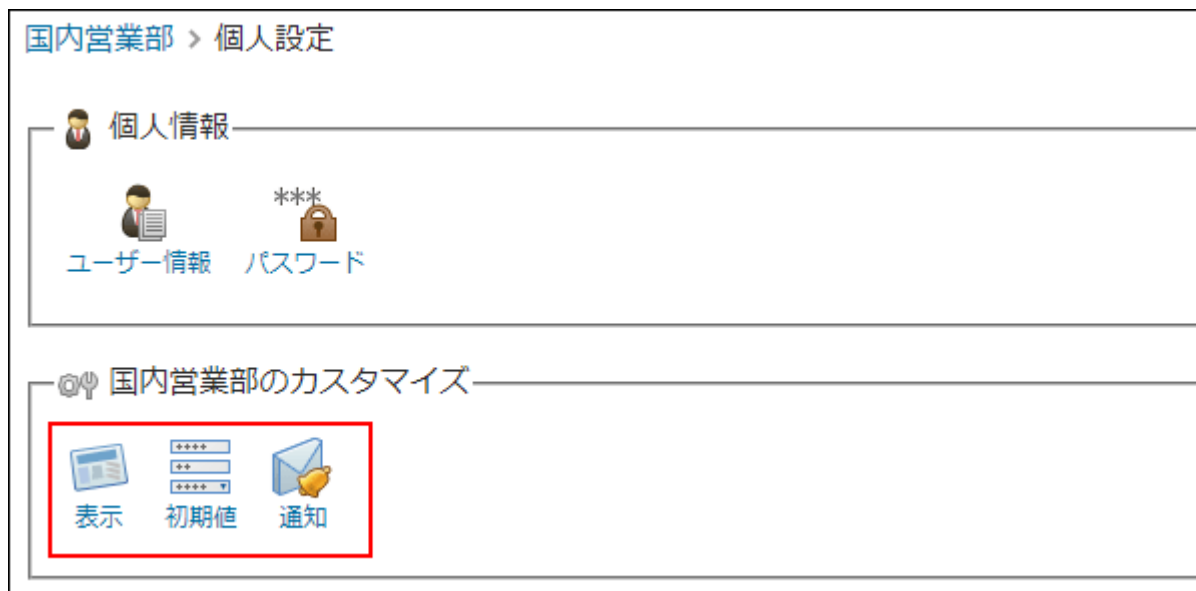 国内営業部 > 個人設定
個人情報
***
ユーザー情報 パスワード
国内営業部のカスタマイズ
++++
++
++++
表示 初期値 通知